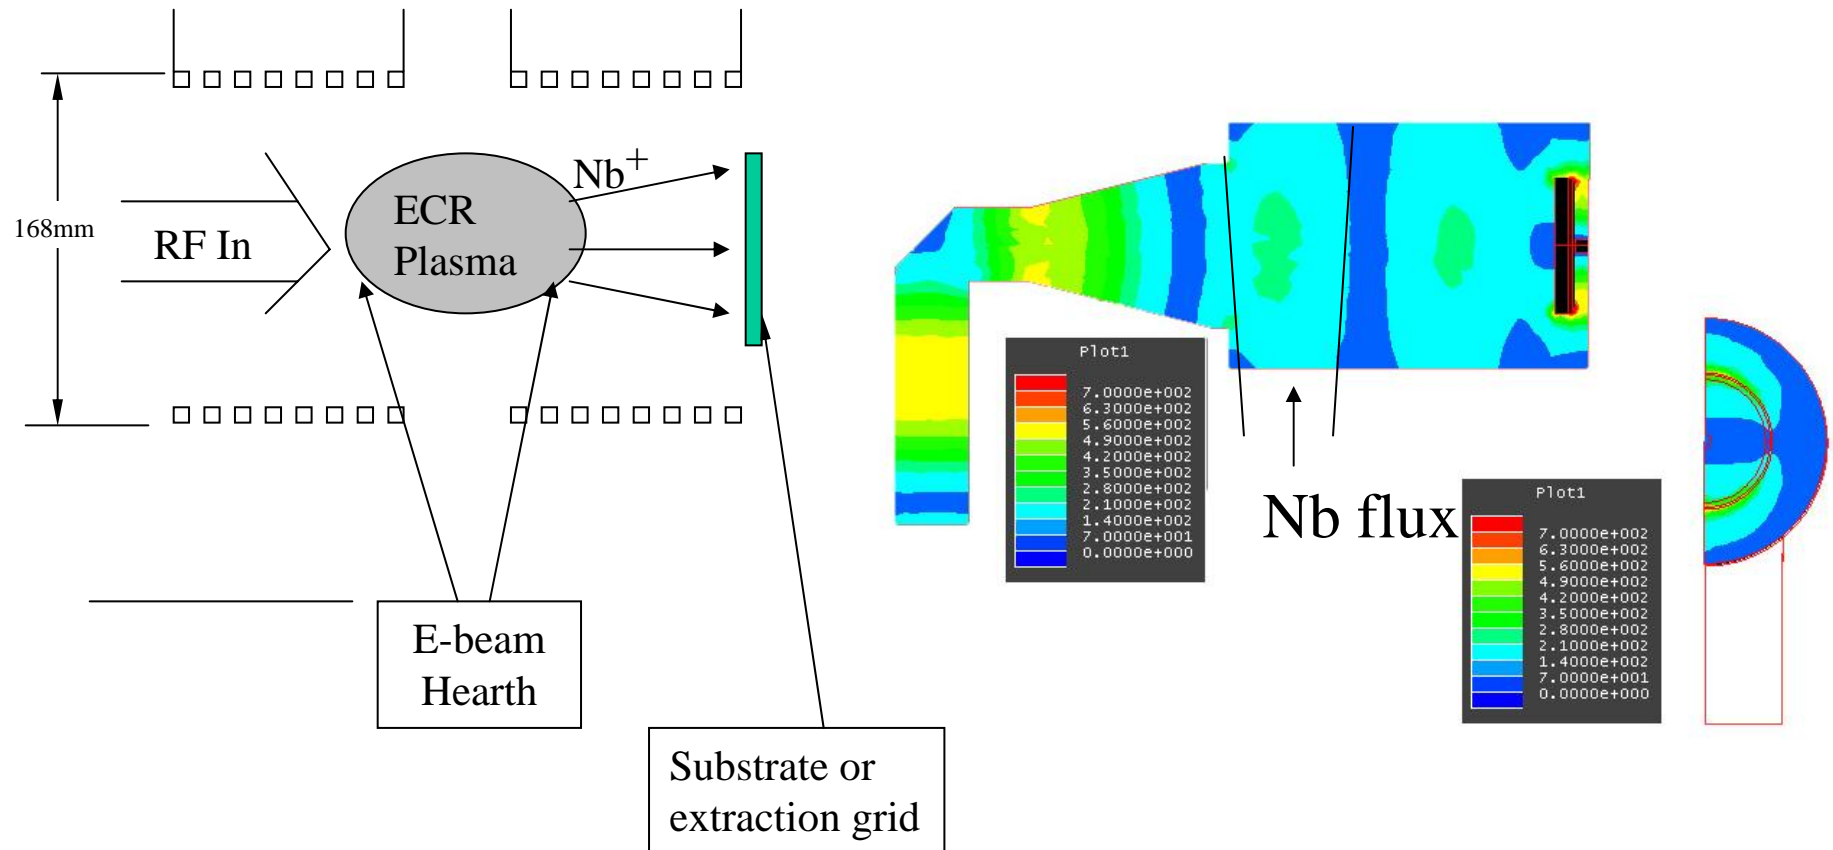 168mm
RF In
ECR
Plasma
Nb+
E-beam
Hearth
Substrate or
extraction grid
Plot1
7.0000e+002
6.3000e+002
5.6000e+002
4.9000e+002
4.2000e+002
3.5000e+002
2.8000e+002
2.1000e+002
1.4000e+002
7.0000e+001
0.0000e+000
Nb flux
Plot1
7.0000e+002
6.3000e+002
5.6000e+002
4.9000e+002
4.2000e+002
3.5000e+002
2.8000e+002
2.1000e+002
1.4000e+002
7.0000e+001
0.0000e+000